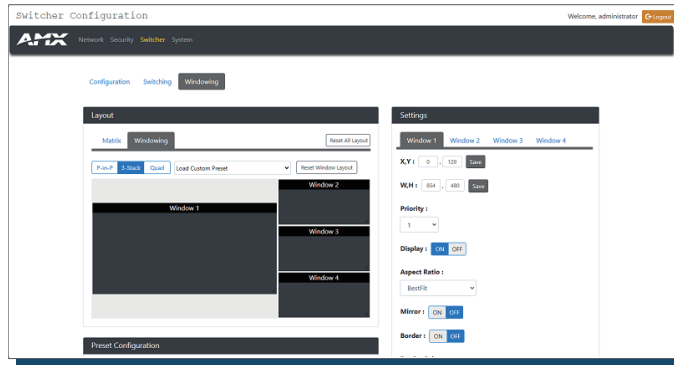 Switcher Configuration
Welcome, administrator Logout
AMX Network Security Switcher System
Configuration Switching Windowing
Layout
Matrix Windowing Reset All Layout
P-in-P 3-Stack Quad Load Custom Preset Reset Window Layout
Window 1
Window 2
Window 3
Window 4
Preset Configuration
Settings
Window 1 Window 2 Window 3 Window 4
X,Y : 0 , 120 Save
W,H : 854 , 480 Save
Priority :
1
Display : ON OFF
Aspect Ratio :
BestFit
Mirror : ON OFF
Border : ON OFF